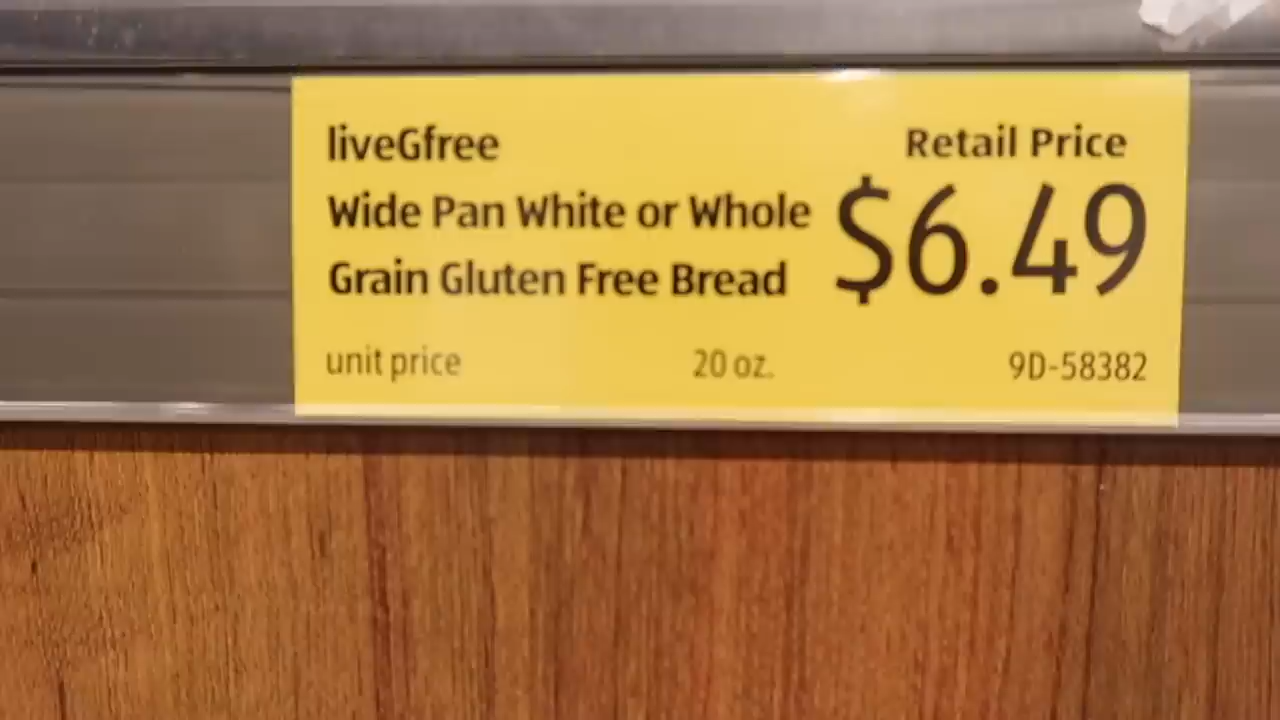 liveGfree
Wide Pan White or Whole
Grain Gluten Free Bread
Retail Price
$6.49
unit price 20 oz. 9D-58382